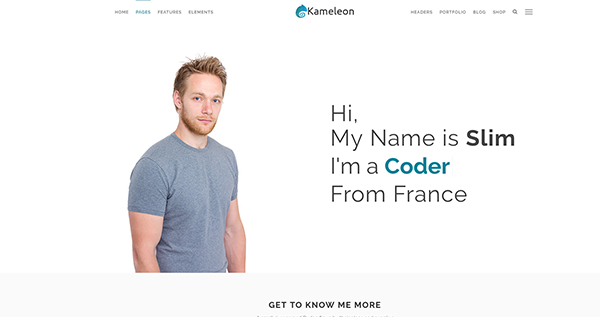 HOME PAGES FEATURES ELEMENTS Kameleon HEADERS PORTFOLIO BLOG SHOP
Hi,
My Name is Slim
I'm a Coder
From France
GET TO KNOW ME MORE